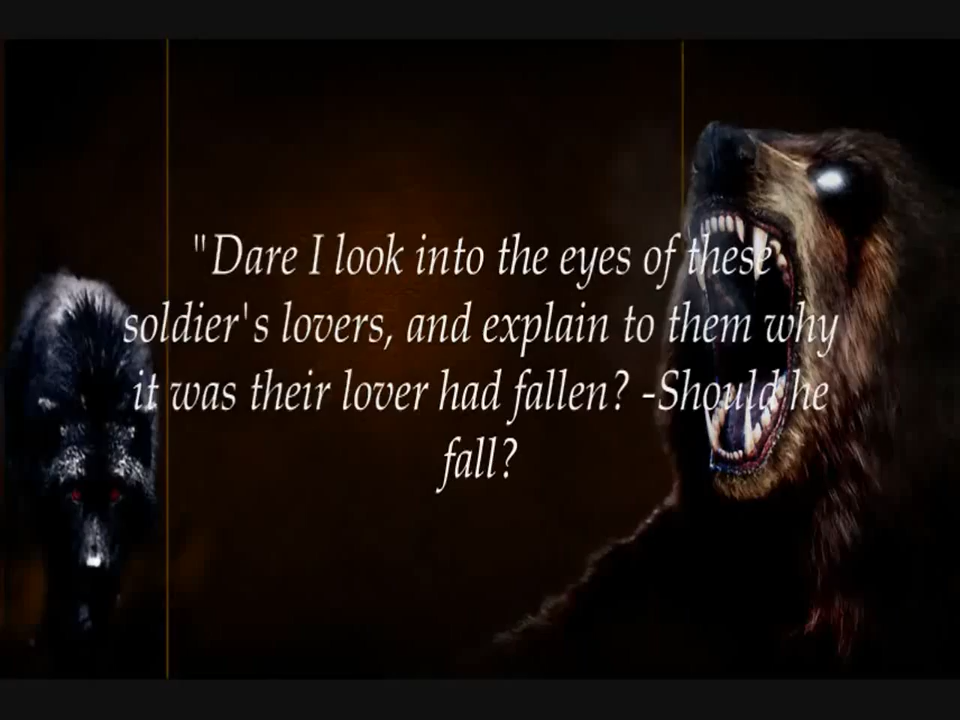 "Dare I look into the eyes of these
soldier's lovers, and explain to them why
it was their lover had fallen? -Should he
fall?